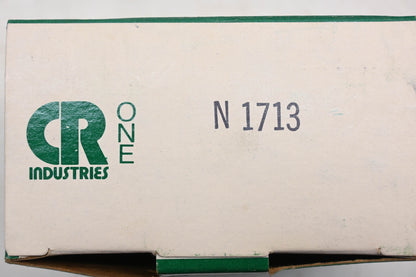 CR
INDUSTRIES
ONE
N 1713